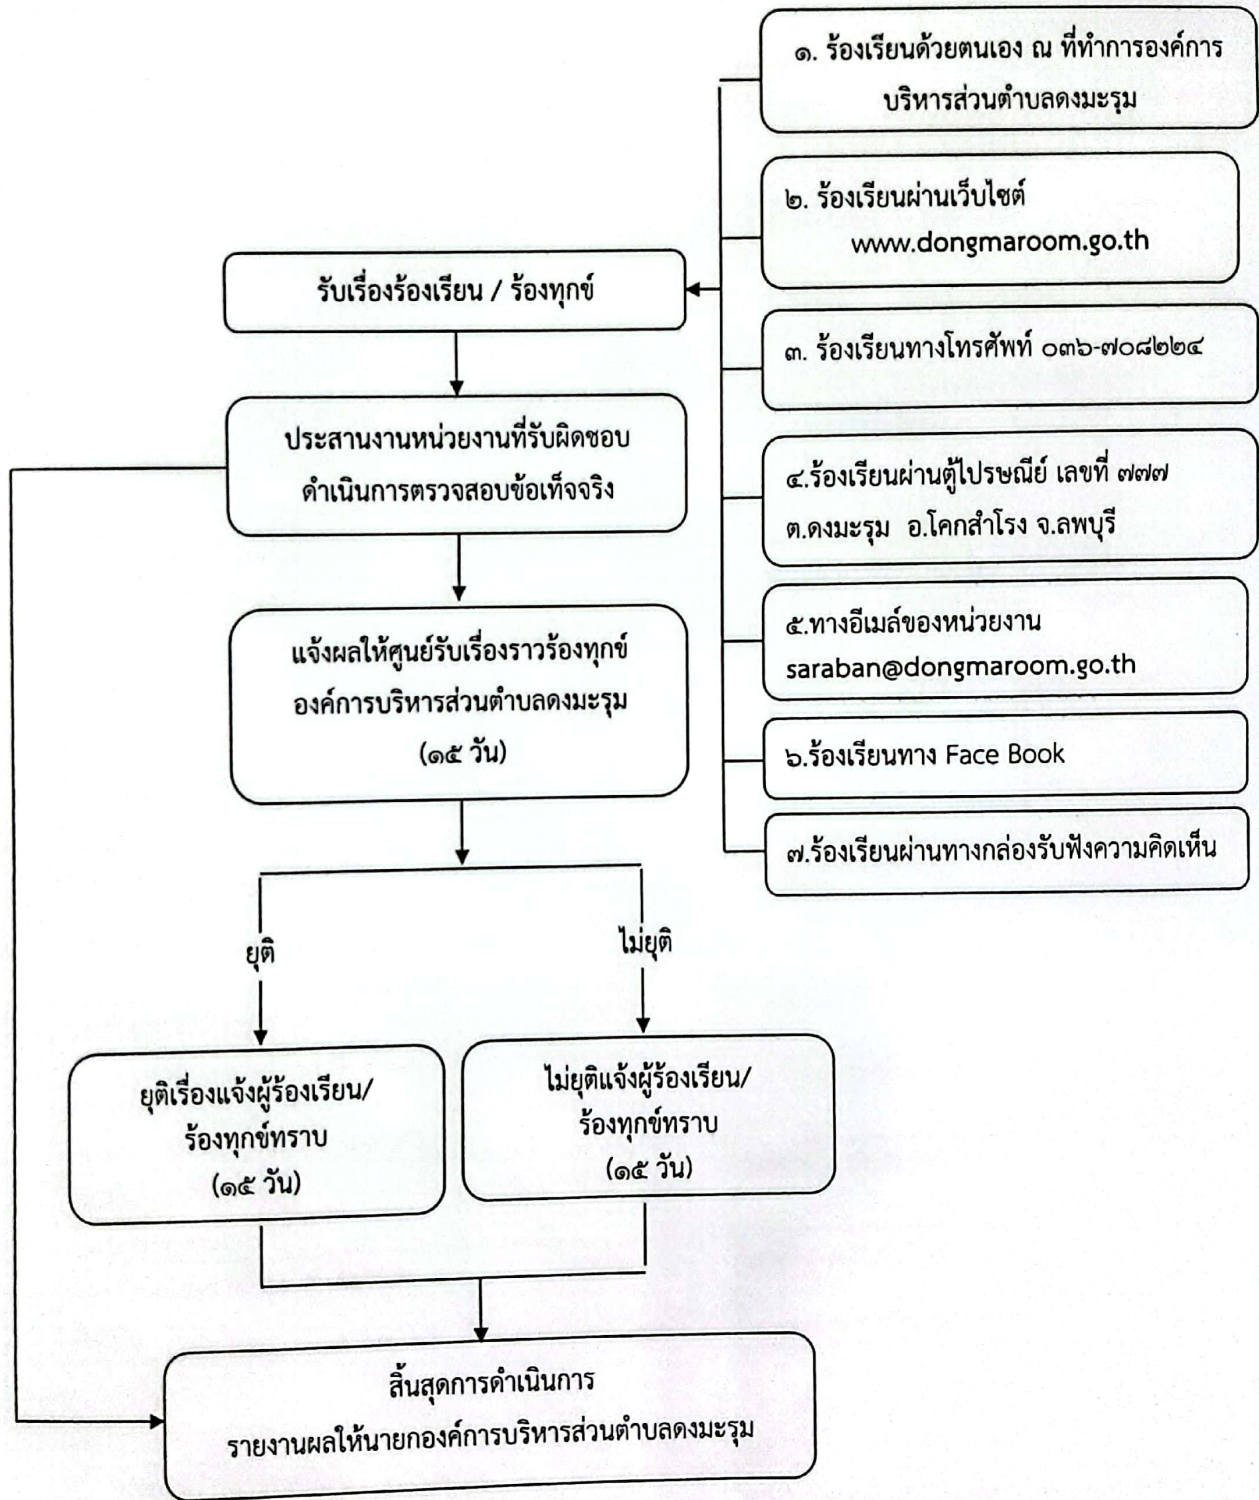 ๑. ร้องเรียนด้วยตนเอง ณ ที่ทำการองค์การ
บริหารส่วนตำบลดงมะรุม
๒. ร้องเรียนผ่านเว็บไซต์
www.dongmaroom.go.th
๓. ร้องเรียนทางโทรศัพท์ ๐๓๖-๗๐๘๒๒๔
๔.ร้องเรียนผ่านตู้ไปรษณีย์ เลขที่ ๗๗๗
ต.ดงมะรุม อ.โคกสำโรง จ.ลพบุรี
๕.ทางอีเมล์ของหน่วยงาน
saraban@dongmaroom.go.th
๖.ร้องเรียนทาง Face Book
๗.ร้องเรียนผ่านทางกล่องรับฟังความคิดเห็น
รับเรื่องร้องเรียน / ร้องทุกข์
ประสานงานหน่วยงานที่รับผิดชอบ
ดำเนินการตรวจสอบข้อเท็จจริง
แจ้งผลให้ศูนย์รับเรื่องราวร้องทุกข์
องค์การบริหารส่วนตำบลดงมะรุม
(๑๕ วัน)
ยุติ
ไม่ยุติ
ยุติเรื่องแจ้งผู้ร้องเรียน/
ร้องทุกข์ทราบ
(๑๕ วัน)
ไม่ยุติแจ้งผู้ร้องเรียน/
ร้องทุกข์ทราบ
(๑๕ วัน)
สิ้นสุดการดำเนินการ
รายงานผลให้นายกองค์การบริหารส่วนตำบลดงมะรุม